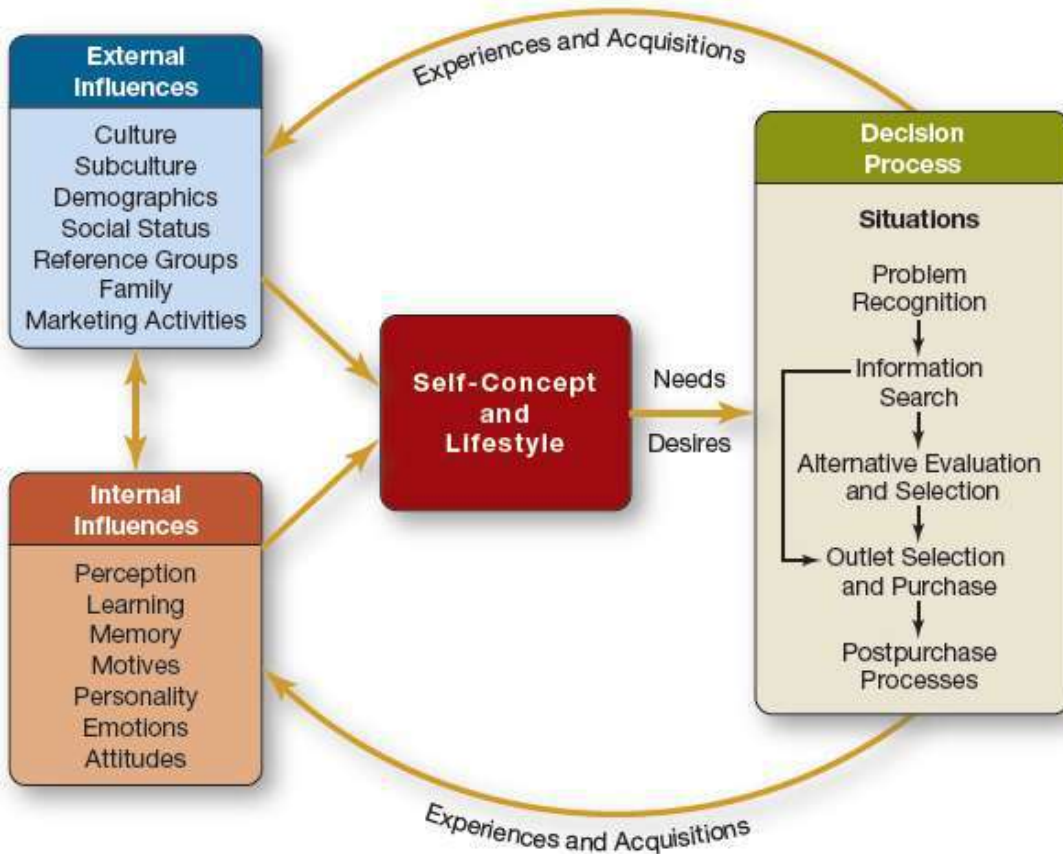 Experiences and Acquisitions
External
Influences
Culture
Subculture
Demographics
Social Status
Reference Groups
Family
Marketing Activities
Internal
Influences
Perception
Learning
Memory
Motives
Personality
Emotions
Attitudes
Self-Concept
and
Lifestyle
Needs
Desires
Decision
Process
Situations
Problem
Recognition
Information
Search
Alternative Evaluation
and Selection
Outlet Selection
and Purchase
Postpurchase
Processes
Experiences and Acquisitions